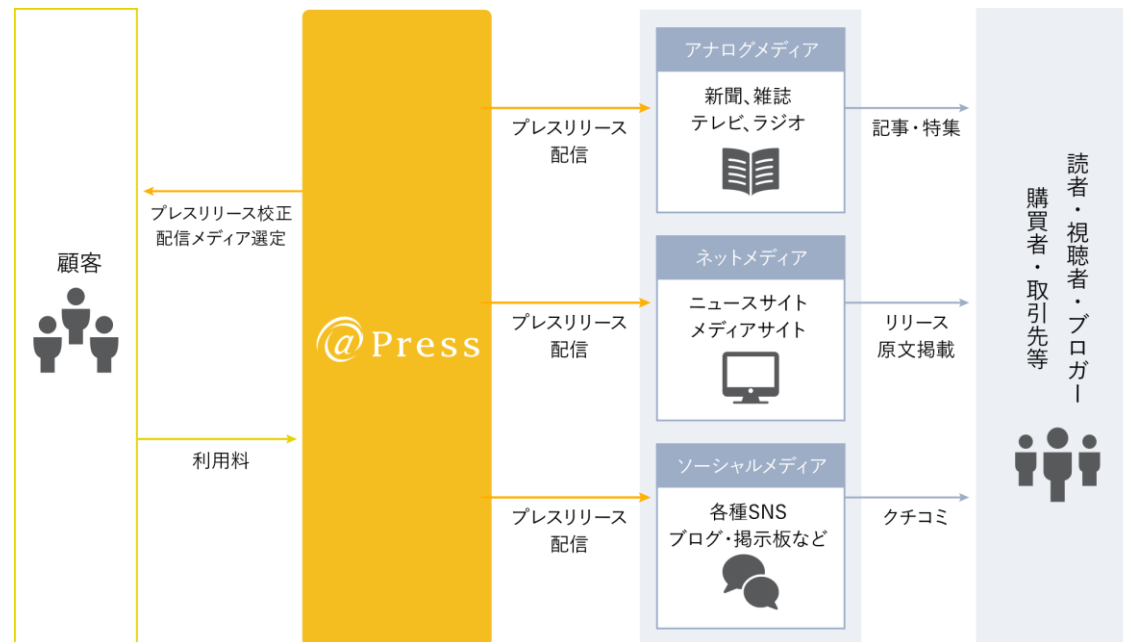 顧客
プレスリリース校正
配信メディア選定
利用料
@Press
プレスリリース
配信
プレスリリース
配信
プレスリリース
配信
アナログメディア
新聞、雑誌
テレビ、ラジオ
ネットメディア
ニュースサイト
メディアサイト
ソーシャルメディア
各種SNS
ブログ・掲示板など
記事・特集
リリース
原文掲載
クチコミ
読者・視聴者・ブロガー
購買者・取引先等